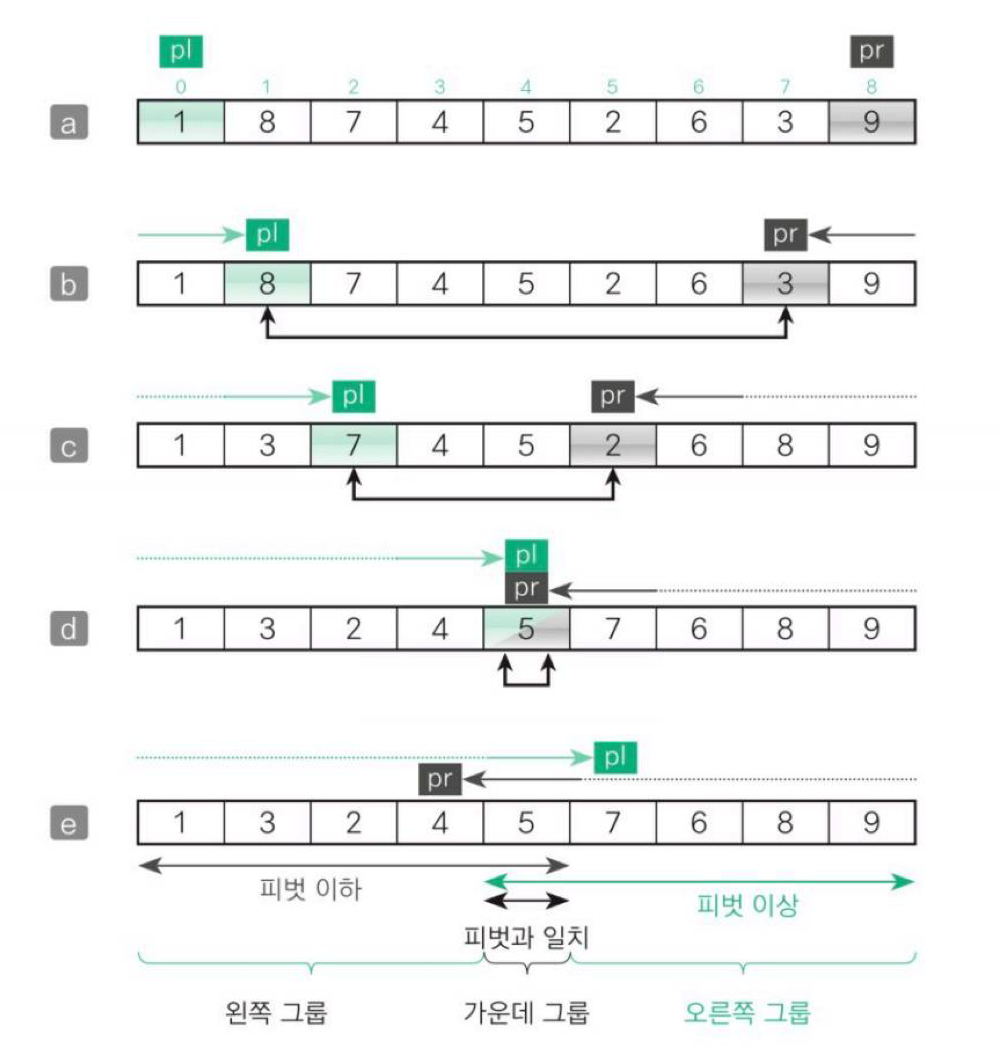 pl pr
0 1 2 3 4 5 6 7 8
a 1 8 7 4 5 2 6 3 9
pl pr
b 1 8 7 4 5 2 6 3 9
pl pr
c 1 3 7 4 5 2 6 8 9
pl
pr
d 1 3 2 4 5 7 6 8 9
pl
pr
e 1 3 2 4 5 7 6 8 9
피벗 이하
피벗 이상
피벗과 일치
왼쪽 그룹 가운데 그룹 오른쪽 그룹